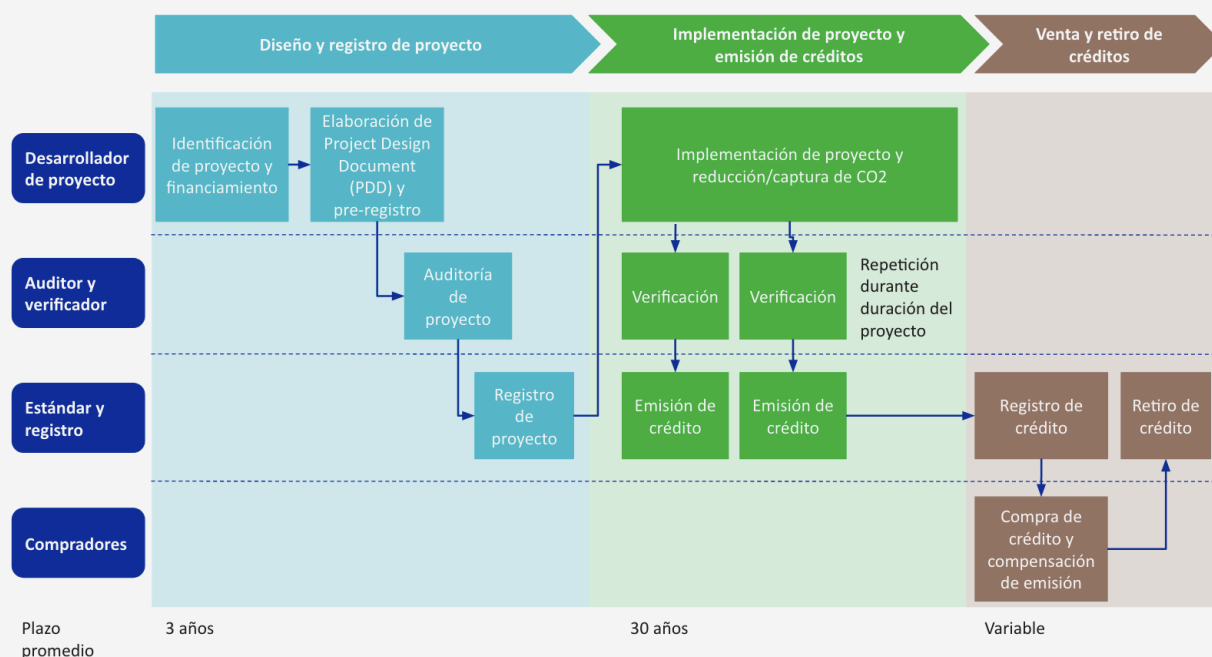 Diseño y registro de proyecto
Implementación de proyecto y
emisión de créditos
Venta y retiro de
créditos
Desarrollador
de proyecto
Identificación
de proyecto y
financiamiento
Elaboración de
Project Design
Document
(PDD) y
pre-registro
Implementación de proyecto y
reducción/captura de CO2
Auditor y
verificador
Auditoría
de
proyecto
Verificación
Verificación
Repetición
durante
duración del
proyecto
Estándar y
registro
Registro
de
proyecto
Emisión de
crédito
Emisión de
crédito
Registro de
crédito
Retiro de
crédito
Compradores
Compra de
crédito y
compensación
de emisión
Plazo
promedio
3 años
30 años
Variable